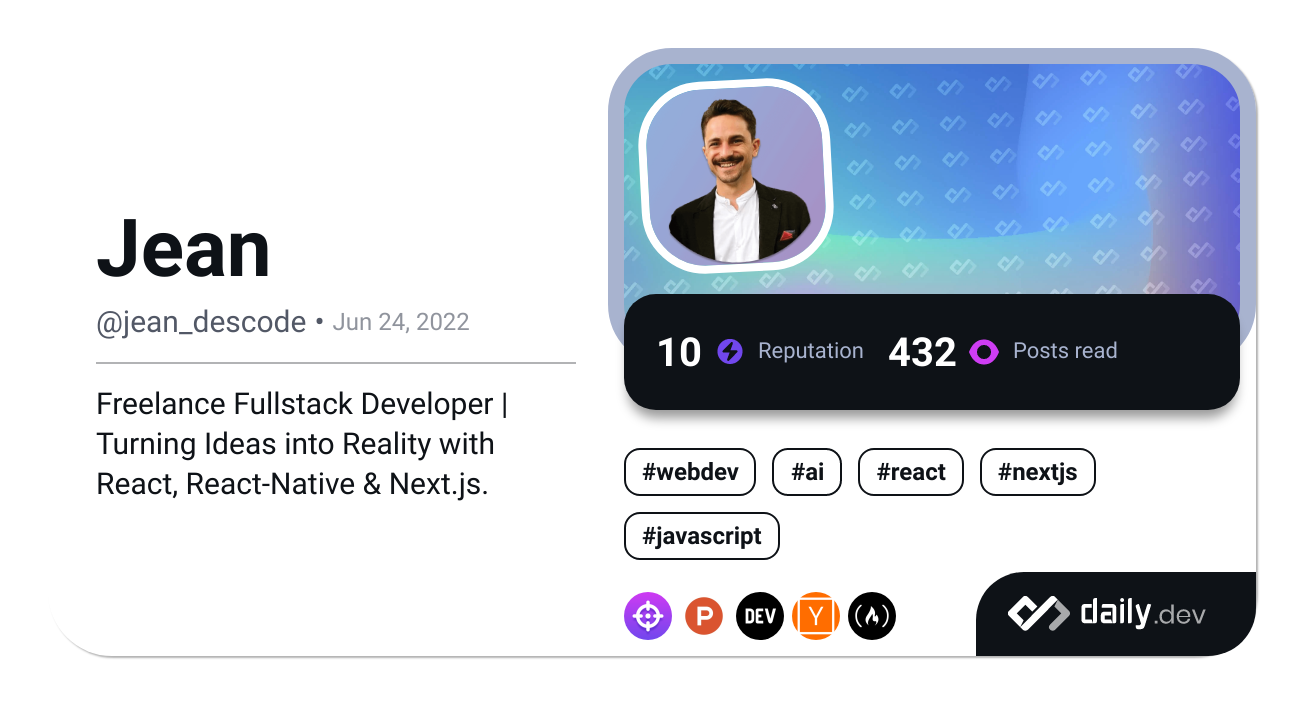 Jean
@jean_descode • Jun 24, 2022
Freelance Fullstack Developer |
Turning Ideas into Reality with
React, React-Native & Next.js.
10 Reputation 432 Posts read
#webdev #ai #react #nextjs
#javascript
P DEV Y
daily.dev